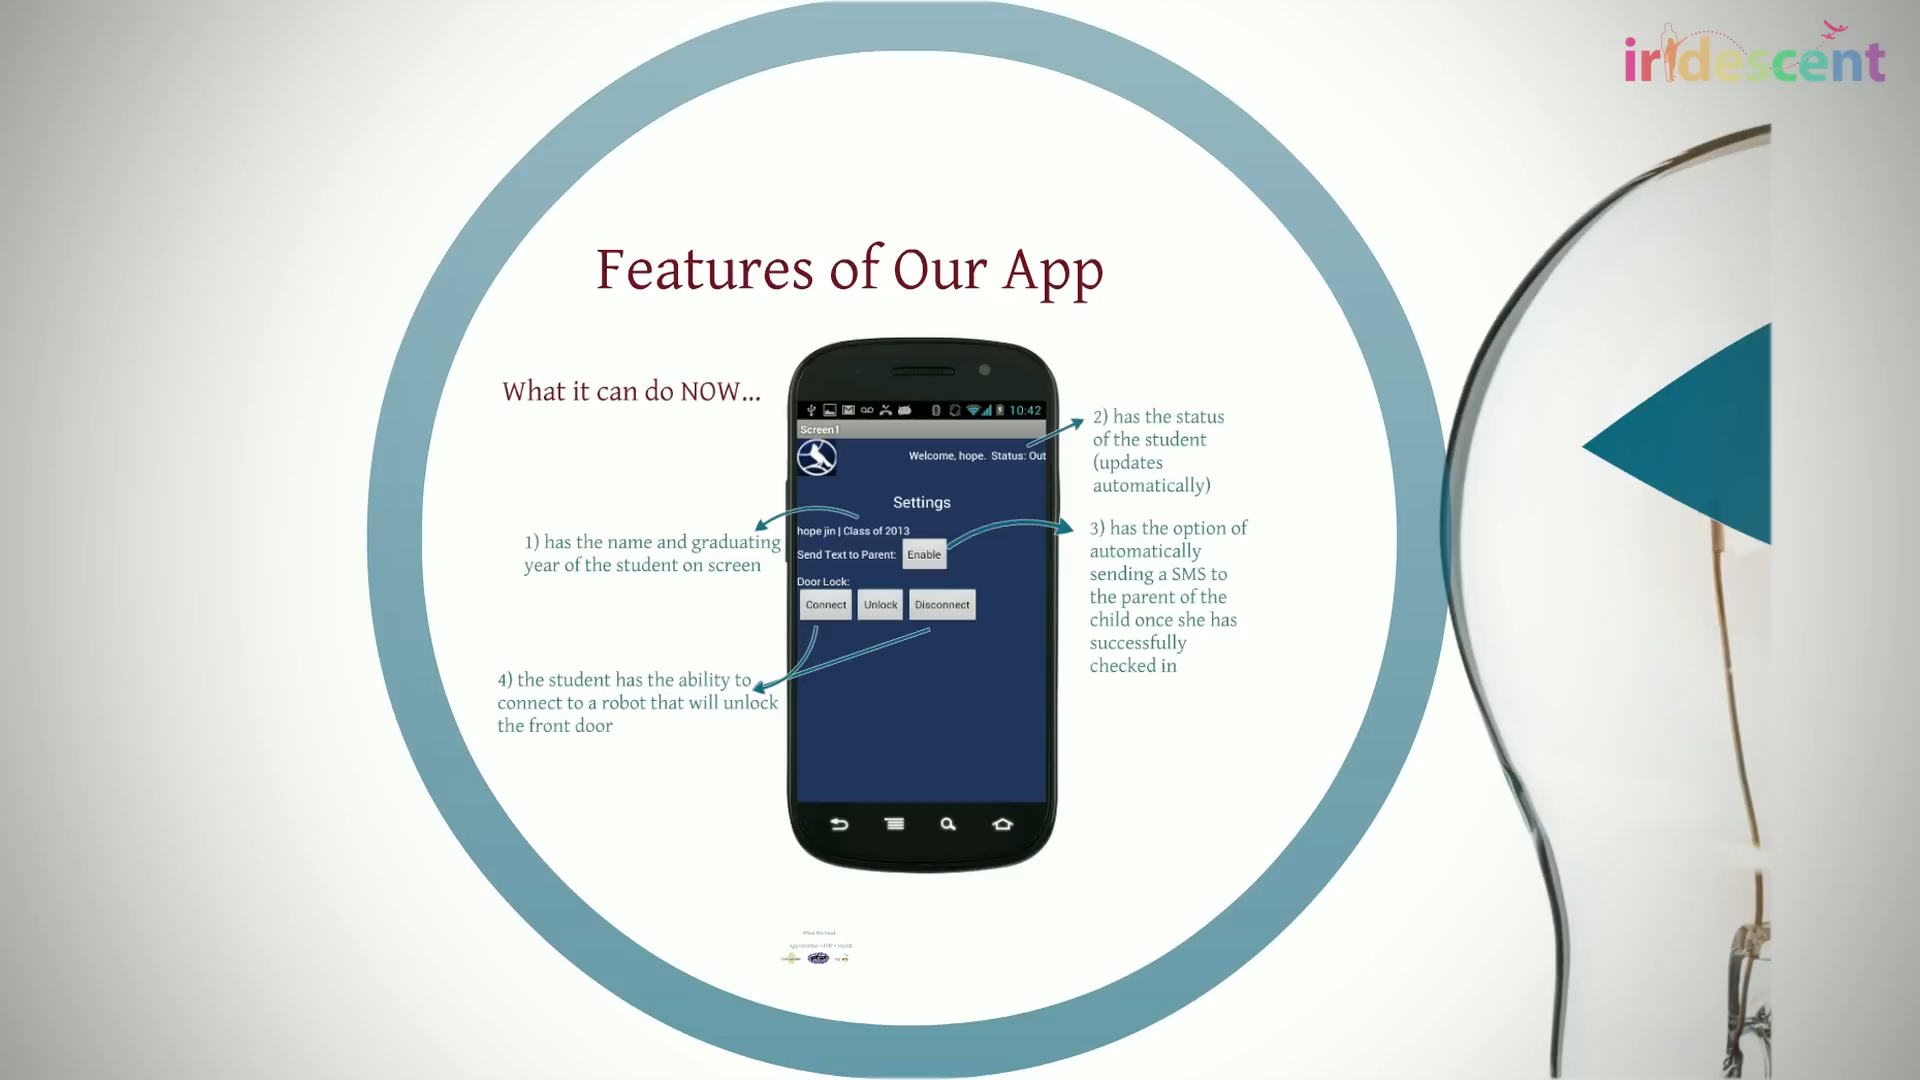 iridescent
Features of Our App
What it can do NOW...
10:42
Screen1
Welcome, hope. Status: Out
Settings
hope jin | Class of 2013
Send Text to Parent: Enable
Door Lock:
Connect Unlock Disconnect
1) has the name and graduating
year of the student on screen
2) has the status
of the student
(updates
automatically)
3) has the option of
automatically
sending a SMS to
the parent of the
child once she has
successfully
checked in
4) the student has the ability to
connect to a robot that will unlock
the front door